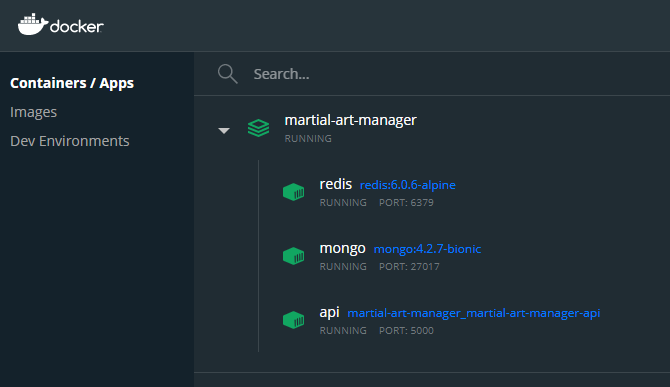 docker
Containers / Apps
Images
Dev Environments
Search...
martial-art-manager
RUNNING
redis redis:6.0.6-alpine
RUNNING PORT: 6379
mongo mongo:4.2.7-bionic
RUNNING PORT: 27017
api martial-art-manager_martial-art-manager-api
RUNNING PORT: 5000